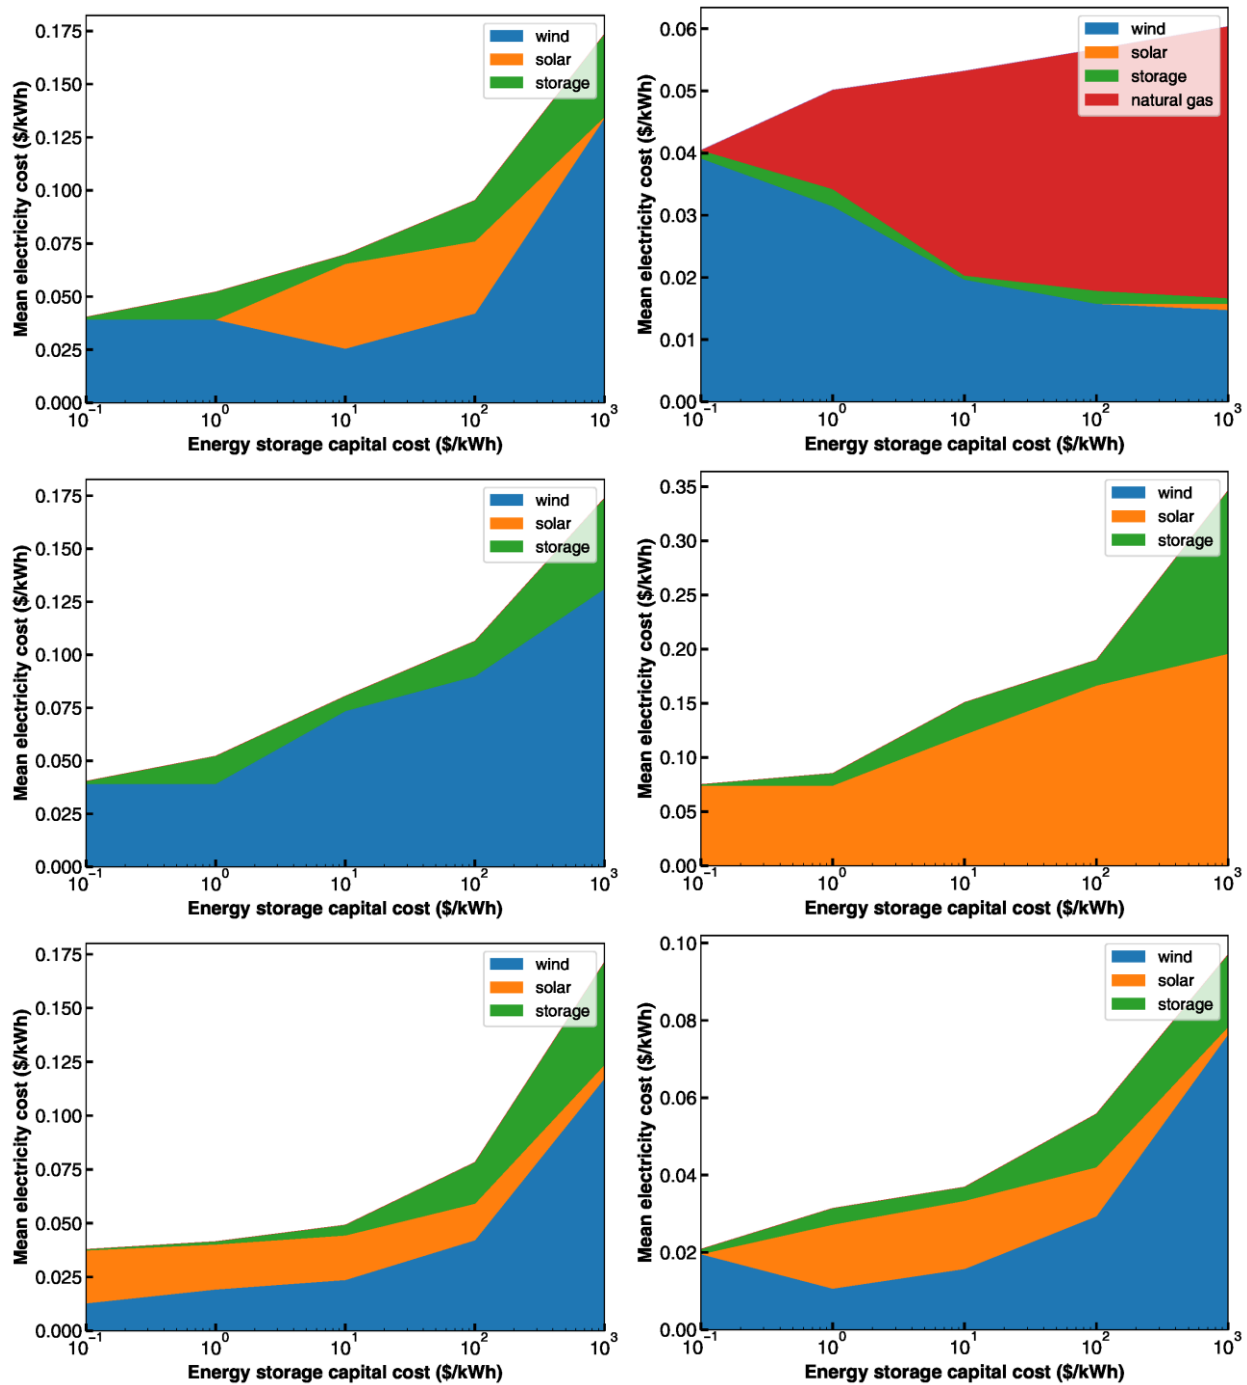 Mean electricity cost ($/kWh)
0.175
0.150
0.125
0.100
0.075
0.050
0.025
0.000
wind
solar
storage
10⁻¹ 10⁰ 10¹ 10² 10³
Energy storage capital cost ($/kWh)
Mean electricity cost ($/kWh)
0.06
0.05
0.04
0.03
0.02
0.01
0.00
wind
solar
storage
natural gas
10⁻¹ 10⁰ 10¹ 10² 10³
Energy storage capital cost ($/kWh)
Mean electricity cost ($/kWh)
0.175
0.150
0.125
0.100
0.075
0.050
0.025
0.000
wind
solar
storage
10⁻¹ 10⁰ 10¹ 10² 10³
Energy storage capital cost ($/kWh)
Mean electricity cost ($/kWh)
0.35
0.30
0.25
0.20
0.15
0.10
0.05
0.00
wind
solar
storage
10⁻¹ 10⁰ 10¹ 10² 10³
Energy storage capital cost ($/kWh)
Mean electricity cost ($/kWh)
0.175
0.150
0.125
0.100
0.075
0.050
0.025
0.000
wind
solar
storage
10⁻¹ 10⁰ 10¹ 10² 10³
Energy storage capital cost ($/kWh)
Mean electricity cost ($/kWh)
0.10
0.08
0.06
0.04
0.02
0.00
wind
solar
storage
10⁻¹ 10⁰ 10¹ 10² 10³
Energy storage capital cost ($/kWh)